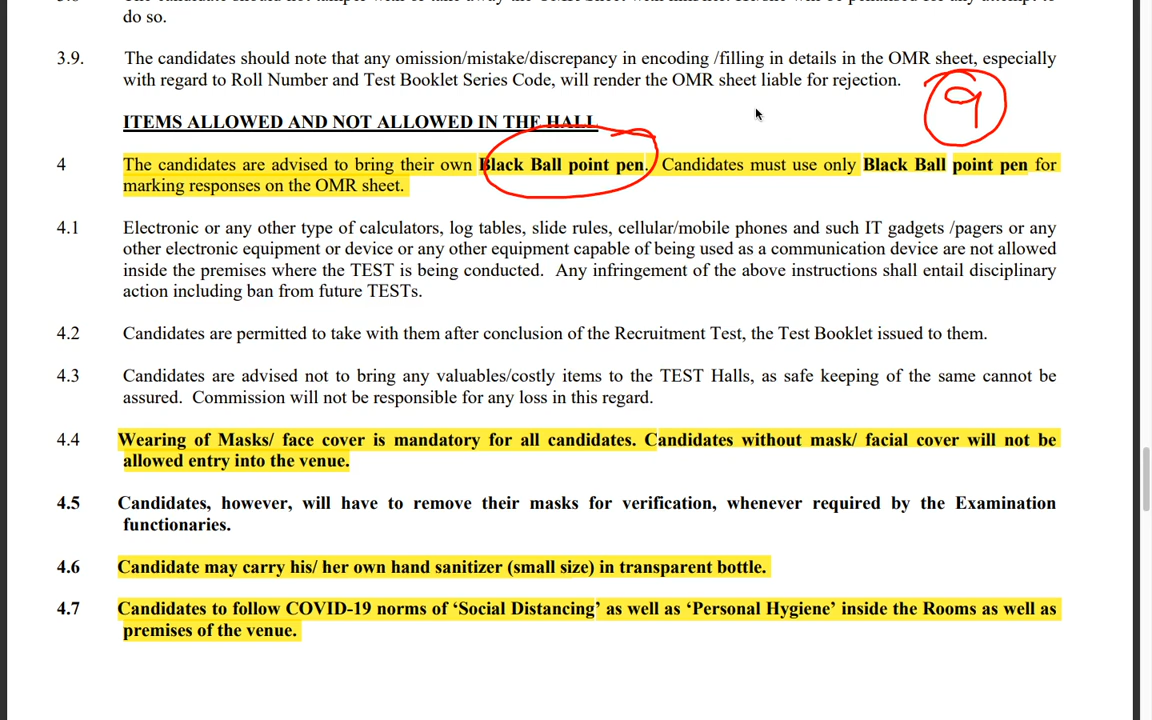 do so.
3.9. The candidates should note that any omission/mistake/discrepancy in encoding /filling in details in the OMR sheet, especially
with regard to Roll Number and Test Booklet Series Code, will render the OMR sheet liable for rejection.
9
ITEMS ALLOWED AND NOT ALLOWED IN THE HALL
4 The candidates are advised to bring their own Black Ball point pen. Candidates must use only Black Ball point pen for
marking responses on the OMR sheet.
4.1 Electronic or any other type of calculators, log tables, slide rules, cellular/mobile phones and such IT gadgets /pagers or any
other electronic equipment or device or any other equipment capable of being used as a communication device are not allowed
inside the premises where the TEST is being conducted. Any infringement of the above instructions shall entail disciplinary
action including ban from future TESTs.
4.2 Candidates are permitted to take with them after conclusion of the Recruitment Test, the Test Booklet issued to them.
4.3 Candidates are advised not to bring any valuables/costly items to the TEST Halls, as safe keeping of the same cannot be
assured. Commission will not be responsible for any loss in this regard.
4.4 Wearing of Masks/ face cover is mandatory for all candidates. Candidates without mask/ facial cover will not be
allowed entry into the venue.
4.5 Candidates, however, will have to remove their masks for verification, whenever required by the Examination
functionaries.
4.6 Candidate may carry his/ her own hand sanitizer (small size) in transparent bottle.
4.7 Candidates to follow COVID-19 norms of ‘Social Distancing’ as well as ‘Personal Hygiene’ inside the Rooms as well as
premises of the venue.